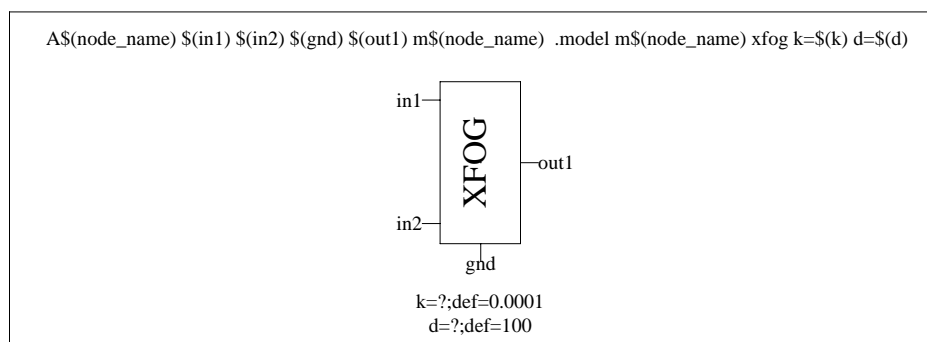 A$(node_name) $(in1) $(in2) $(gnd) $(out1) m$(node_name)  .model m$(node_name) xfog k=$(k) d=$(d)
in1
XFOG
out1
in2
gnd
k=?;def=0.0001
d=?;def=100